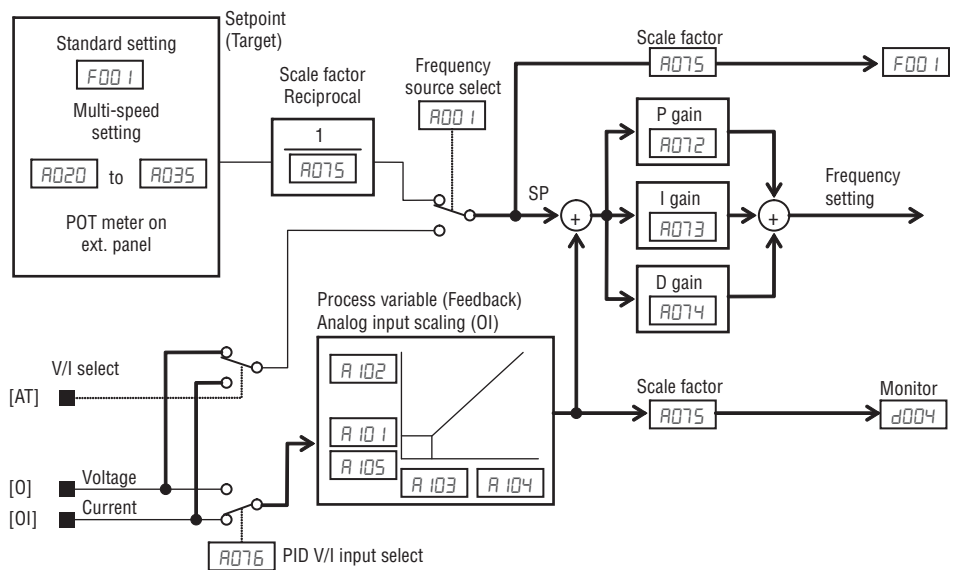 Setpoint
(Target)
Standard setting
F001
Multi-speed
setting
A020 to A035
POT meter on
ext. panel
Scale factor
Reciprocal
1
A075
Frequency
source select
A001
Scale factor
A075
F001
SP
+
P gain
A072
I gain
A073
D gain
A074
+
Frequency
setting
Process variable (Feedback)
Analog input scaling (OI)
A102
A101
A105
A103
A104
Scale factor
A075
Monitor
d004
V/I select
[AT]
[O]
Voltage
[OI]
Current
A076 PID V/I input select